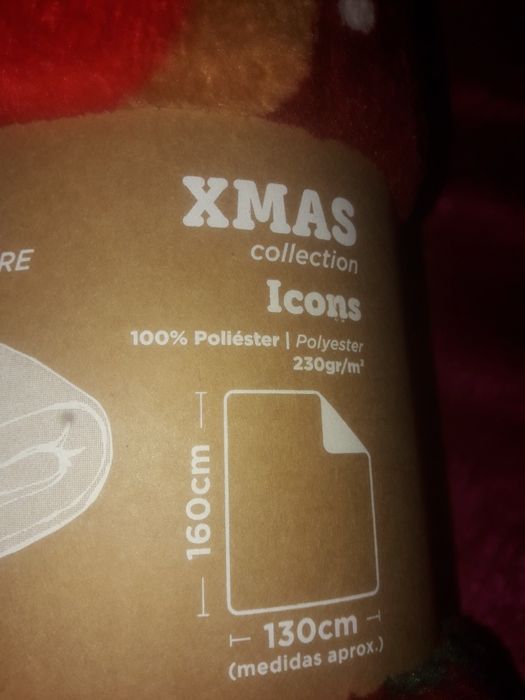 RE
XMAS
collection
Icons
100% Poliéster | Polyester
230gr/m²
160cm
130cm
(medidas aprox.)